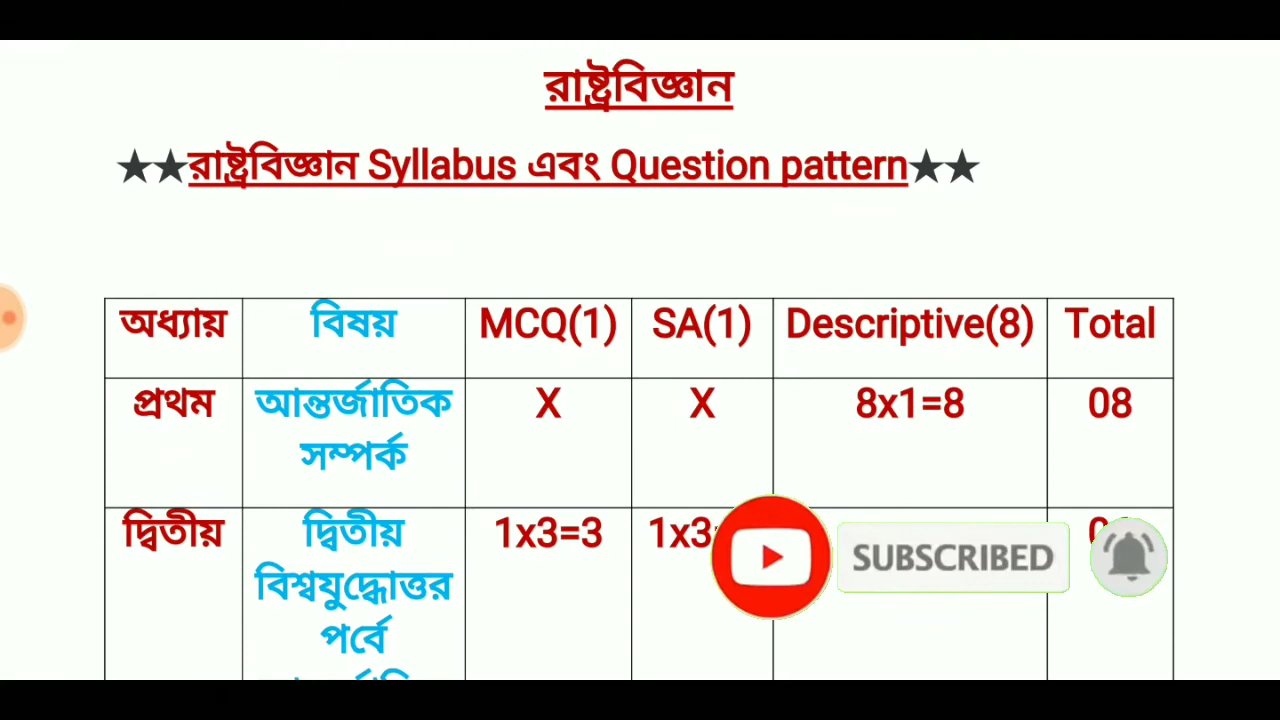 রাষ্ট্রবিজ্ঞান
★★রাষ্ট্রবিজ্ঞান Syllabus এবং Question pattern★★
অধ্যায় বিষয় MCQ(1) SA(1) Descriptive(8) Total
প্রথম আন্তর্জাতিক X X 8x1=8 08
সম্পর্ক
দ্বিতীয় দ্বিতীয় 1x3=3 1x3
বিশ্বযুদ্ধোত্তর
পর্বে
SUBSCRIBED